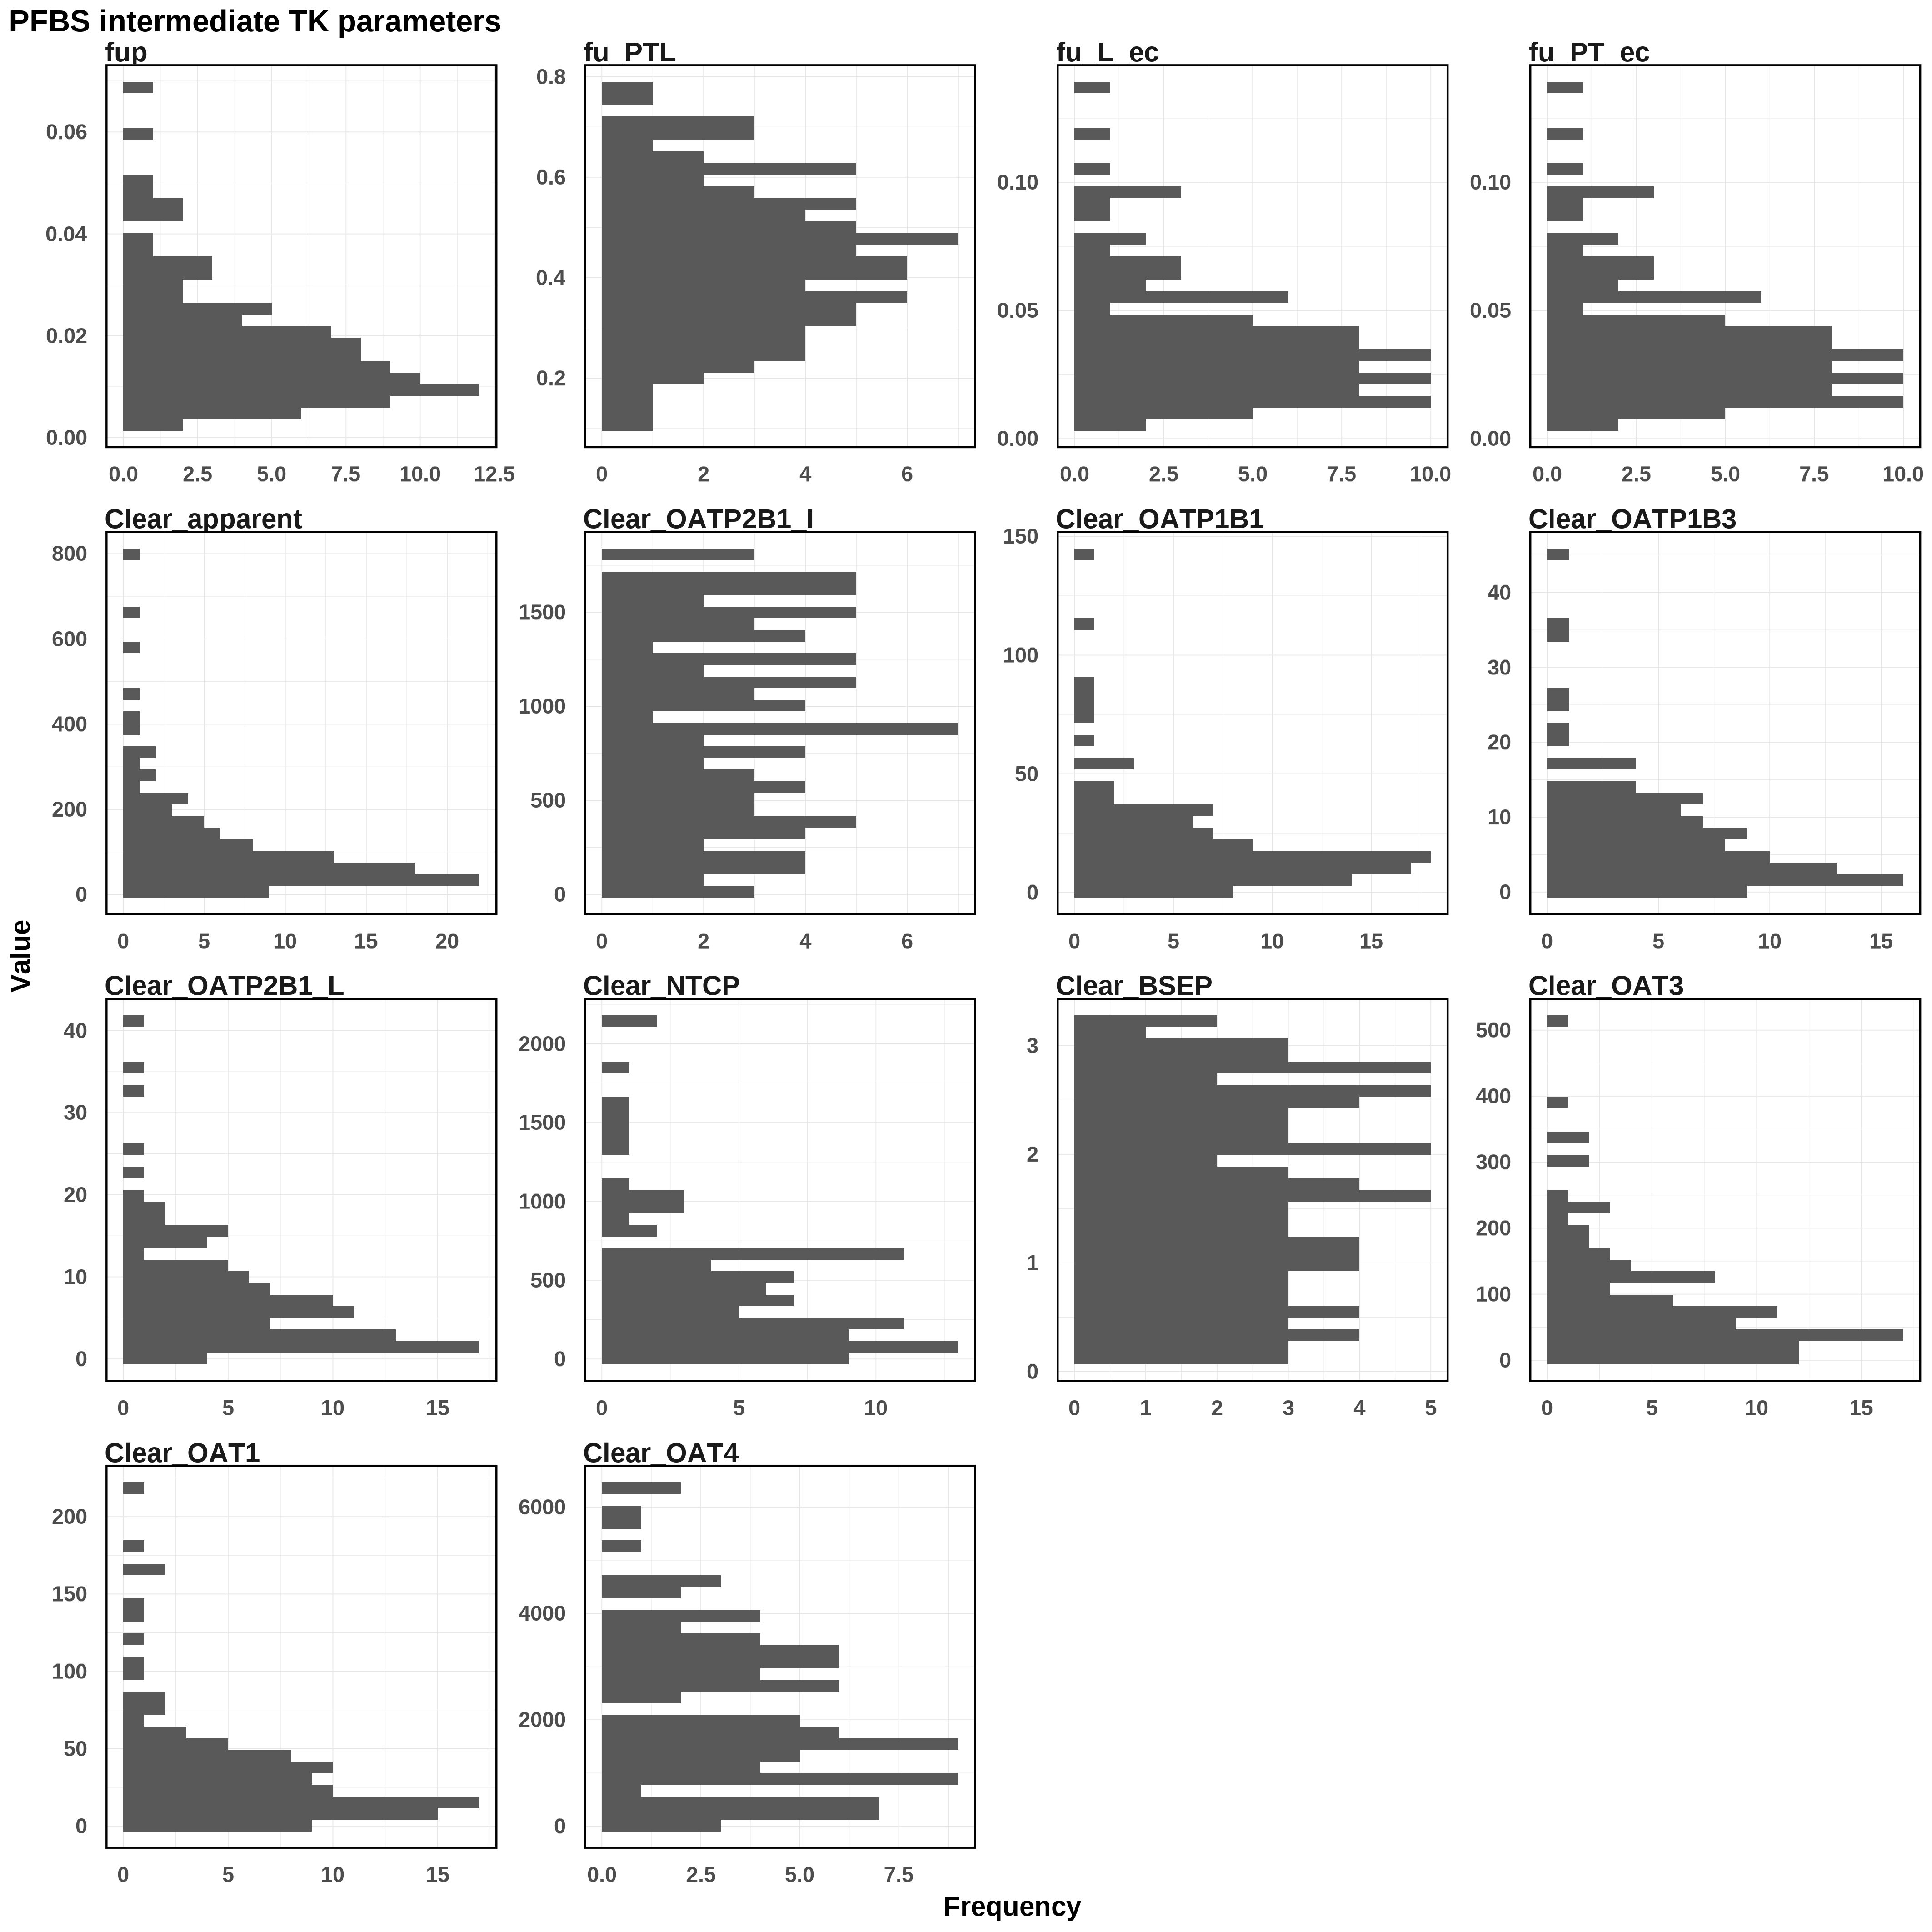 PFBS intermediate TK parameters
fup
fu_PTL
fu_L_ec
fu_PT_ec
0.06
0.04
0.02
0.00
0.0 2.5 5.0 7.5 10.0 12.5
0.8
0.6
0.4
0.2
0 2 4 6
0.10
0.05
0.00
0.0 2.5 5.0 7.5 10.0
0.10
0.05
0.00
0.0 2.5 5.0 7.5 10.0
Clear_apparent
Clear_OATP2B1_I
Clear_OATP1B1
Clear_OATP1B3
800
600
400
200
0
0 5 10 15 20
1500
1000
500
0
0 2 4 6
150
100
50
0
0 5 10 15
40
30
20
10
0
0 5 10 15
Value
Clear_OATP2B1_L
Clear_NTCP
Clear_BSEP
Clear_OAT3
40
30
20
10
0
0 5 10 15
2000
1500
1000
500
0
0 5 10
3
2
1
0
0 1 2 3 4 5
500
400
300
200
100
0
0 5 10 15
Clear_OAT1
Clear_OAT4
200
150
100
50
0
0 5 10 15
6000
4000
2000
0
0.0 2.5 5.0 7.5
Frequency